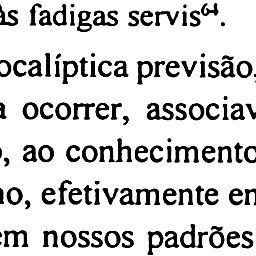 às fadigas servis⁶⁴.
ocalíptica previsão,
a ocorrer, associav
o, ao conhecimento
no, efetivamente en
em nossos padrões